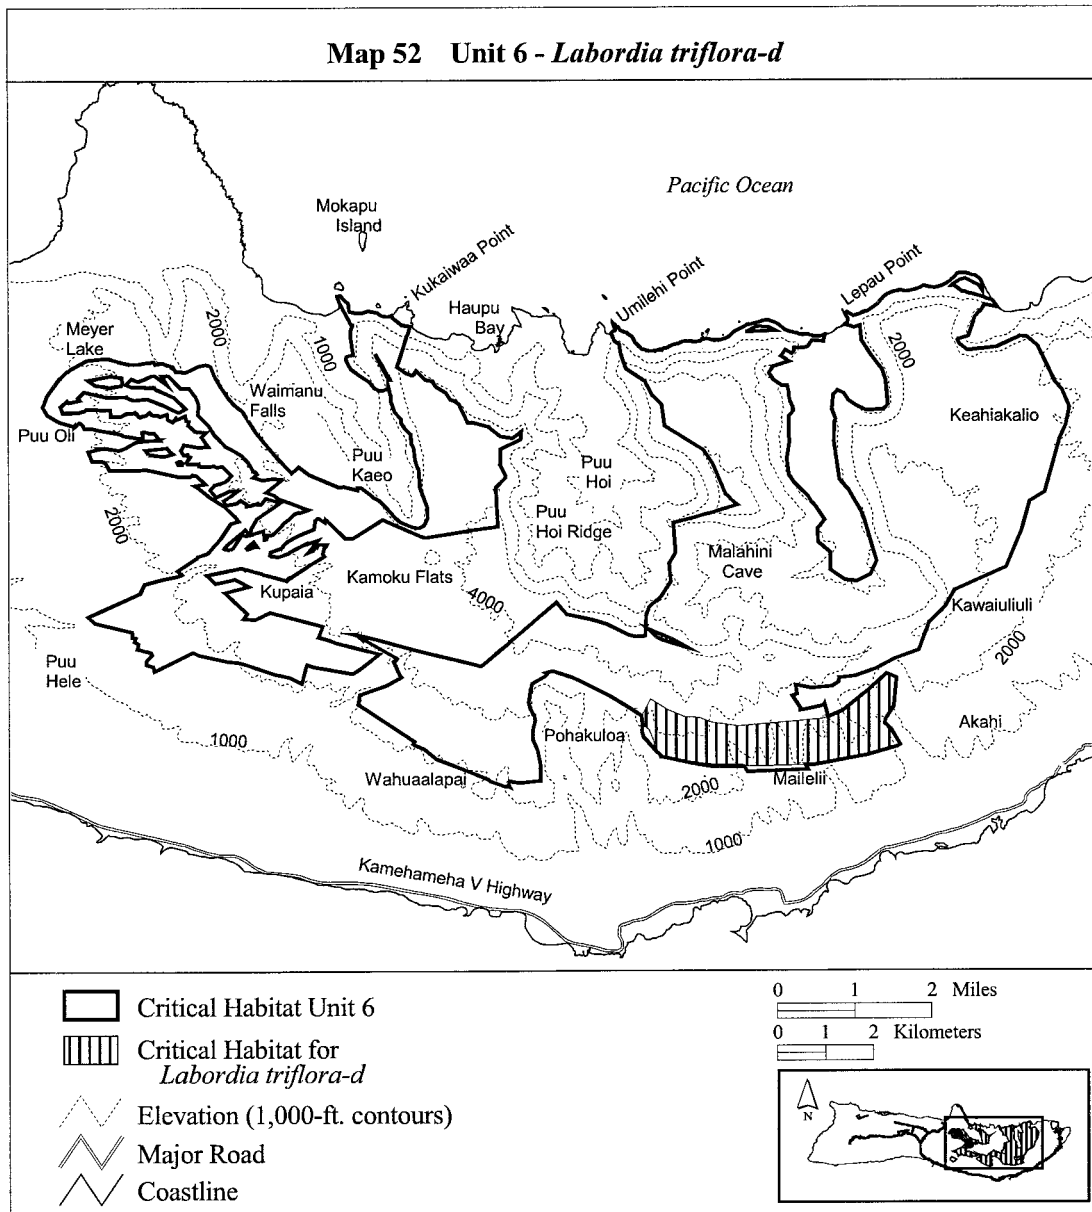 Map 52 Unit 6 - Labordia triflora-d
Pacific Ocean
Mokapu
Island
Kukaiwaa Point
Haupu
Bay
Umilehi Point
Lepau Point
Meyer
Lake
2000
1000
2000
Waimanu
Falls
Keahiakalio
Puu Oli
Puu
Kaeo
Puu
Hoi
2000
Puu
Hoi Ridge
Malahini
Cave
Kamoku Flats
Kupaia
4000
Kawaiuliuli
2000
Puu
Hele
1000
Pohakuloa
Akahi
Wahuaalapai
Mailelii
2000
1000
Kamehameha V Highway
Critical Habitat Unit 6
Critical Habitat for
Labordia triflora-d
Elevation (1,000-ft. contours)
Major Road
Coastline
0 1 2 Miles
0 1 2 Kilometers
N